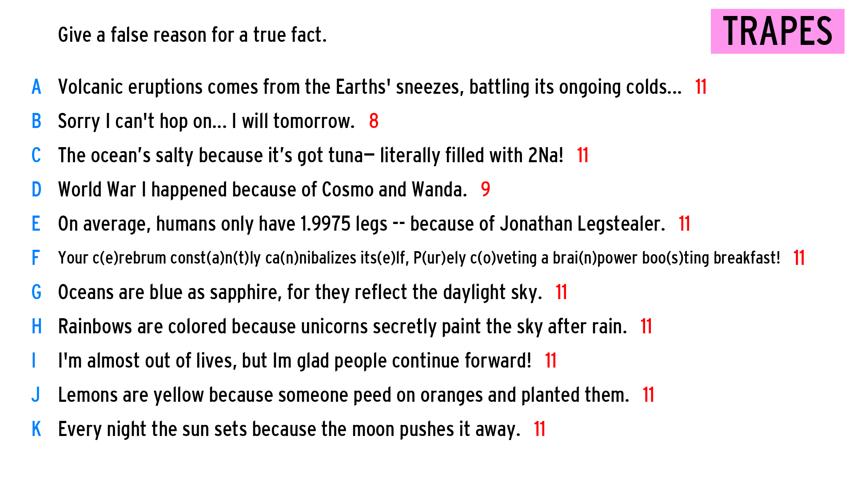 Give a false reason for a true fact.
TRAPES
A Volcanic eruptions comes from the Earths' sneezes, battling its ongoing colds... 11
B Sorry I can't hop on... I will tomorrow. 8
C The ocean's salty because it's got tuna— literally filled with 2Na! 11
D World War I happened because of Cosmo and Wanda. 9
E On average, humans only have 1.9975 legs -- because of Jonathan Legstealer. 11
F Your c(e)rebrum const(a)n(t)ly ca(n)nibalizes its(e)lf, P(ur)ely c(o)veting a brai(n)power boo(s)ting breakfast! 11
G Oceans are blue as sapphire, for they reflect the daylight sky. 11
H Rainbows are colored because unicorns secretly paint the sky after rain. 11
I I'm almost out of lives, but Im glad people continue forward! 11
J Lemons are yellow because someone peed on oranges and planted them. 11
K Every night the sun sets because the moon pushes it away. 11